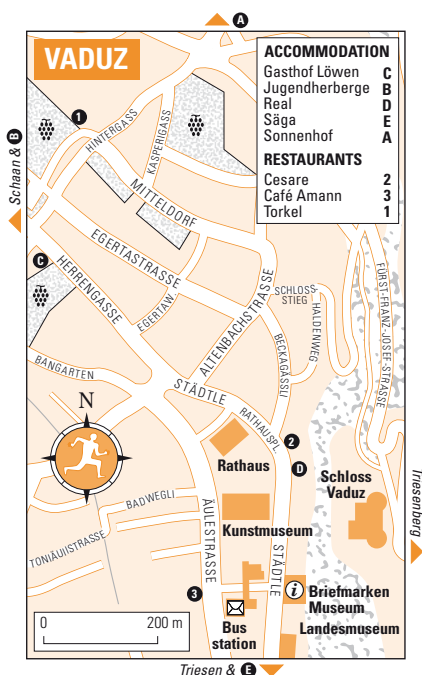 A
VADUZ
ACCOMMODATION
Gasthof Löwen C
Jugendherberge B
Real D
Säga E
Sonnenhof A
RESTAURANTS
Cesare 2
Café Amann 3
Torkel 1
1
HINTERGASS
KASPERIGASS
Schaan & B
MITTELDORF
EGERTASTRASSE
C
HERRENGASSE
EGERTAW.
ALTENBACHSTRASSE
SCHLOSS
STIEG
HALDENWEG
FÜRST-FRANZ-JOSEF-STRASSE
BECKAGÄSSLI
BANGARTEN
STÄDTLE
RATHAUSPL.
N
2
Rathaus
D
Schloss
Vaduz
Triesenberg
BADWEGLI
ÄULESTRASSE
Kunstmuseum
STÄDTLE
TONIÄULISTRASSE
3
i
Briefmarken
Museum
Bus
station
Landesmuseum
0 200 m
Triesen & E